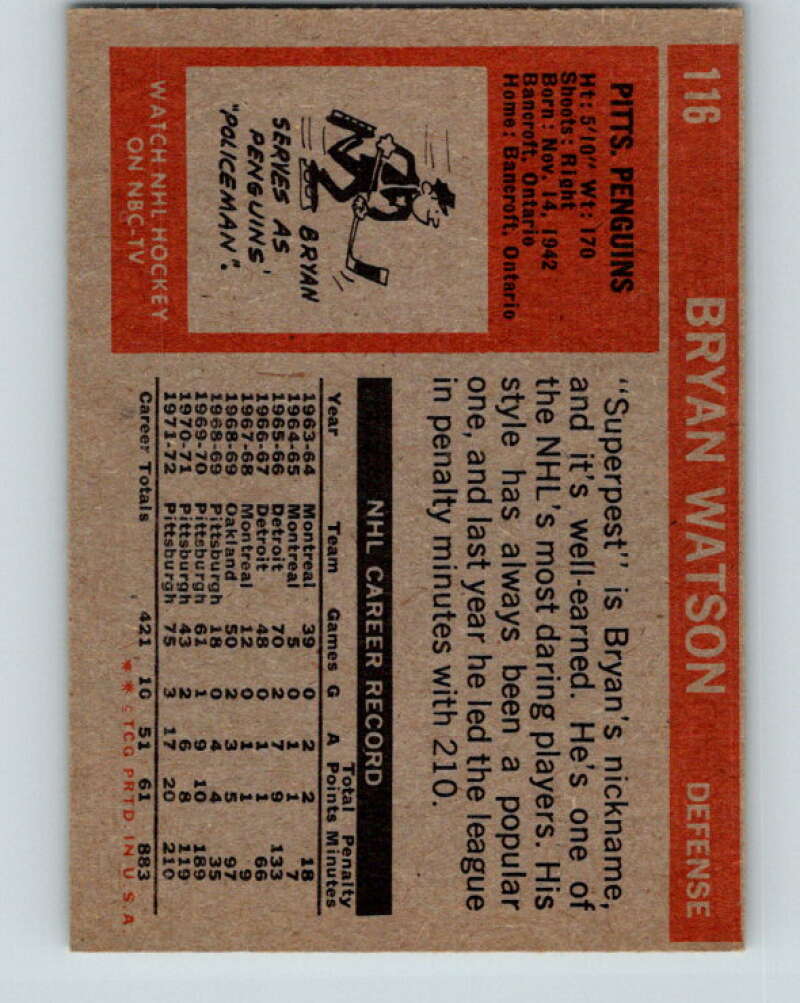 116 BRYAN WATSON DEFENSE
PITTS. PENGUINS
Ht: 5'10" Wt: 170
Shoots: Right
Born: Nov. 14, 1942
Bancroft, Ontario
Home: Bancroft, Ontario
BRYAN
SERVES AS
PENGUINS'
"POLICEMAN".
WATCH NHL HOCKEY
ON NBC-TV
"Superpest" is Bryan's nickname,
and it's well-earned. He's one of
the NHL's most daring players. His
style has always been a popular
one, and last year he led the league
in penalty minutes with 210.
NHL CAREER RECORD
Total Penalty
Year Team Games G A Points Minutes
1963-64 Montreal 39 0 2 2 18
1964-65 Montreal 5 0 1 1 7
1965-66 Detroit 70 2 7 9 133
1966-67 Detroit 48 0 1 1 66
1967-68 Montreal 12 0 1 1 9
1968-69 Oakland 50 2 3 5 97
1968-69 Pittsburgh 18 0 4 4 35
1969-70 Pittsburgh 61 1 9 10 189
1970-71 Pittsburgh 43 2 6 8 119
1971-72 Pittsburgh 75 3 17 20 210
Career Totals 421 10 51 61 883
** © TCG PRTD IN U.S.A